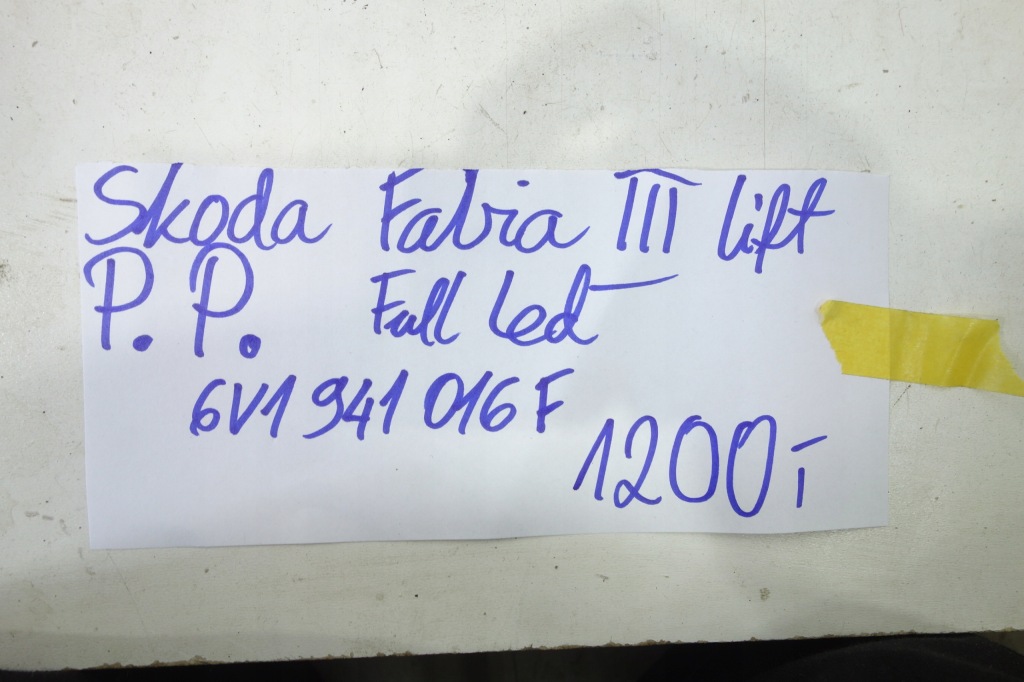 Skoda Fabia III lift
P. P. Full Led
6V1 941 016 F
1200,-